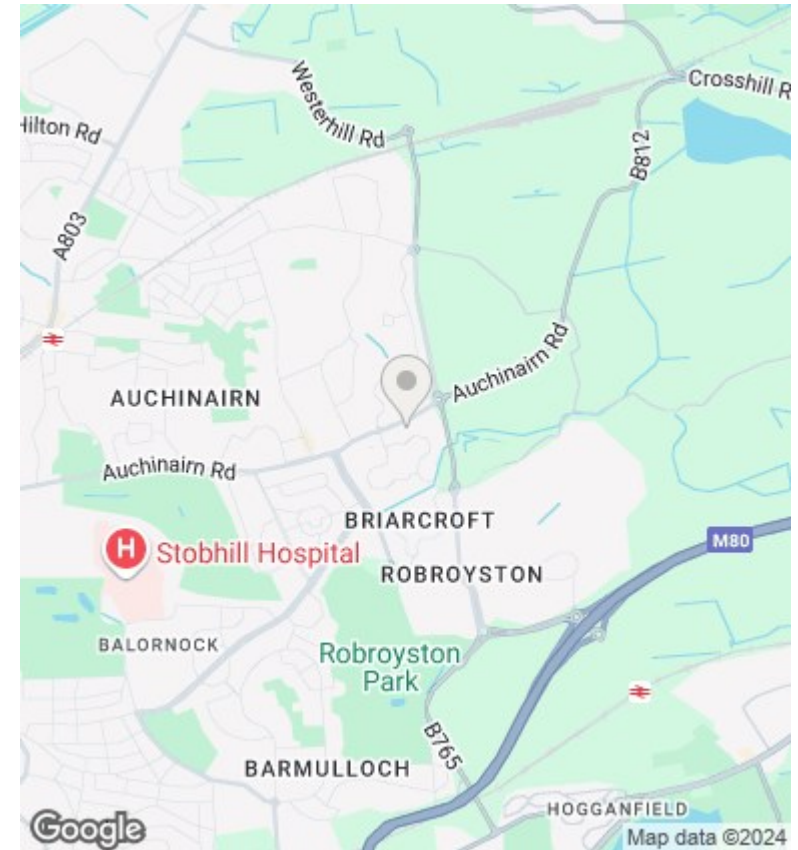 Westerhill Rd
Crosshill R
Hilton Rd
B812
A803
Auchinairn Rd
AUCHINAIRN
Auchinairn Rd
BRIARCROFT
M80
H Stobhill Hospital
ROBROYSTON
BALORNOCK
Robroyston
Park
B765
BARMULLOCH
HOGGANFIELD
Google
Map data ©2024